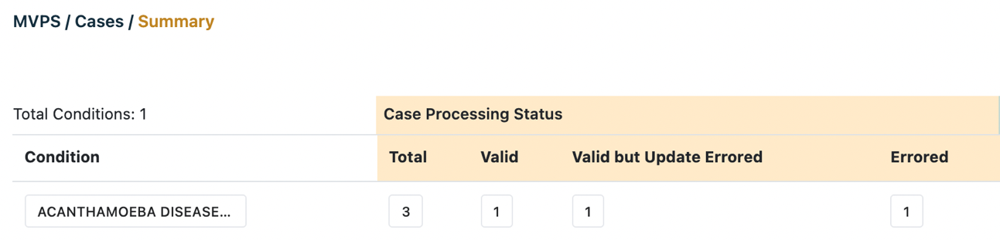 MVPS / Cases / Summary
Total Conditions: 1 Case Processing Status
Condition Total Valid Valid but Update Errored Errored
ACANTHAMOEBA DISEASE... 3 1 1 1